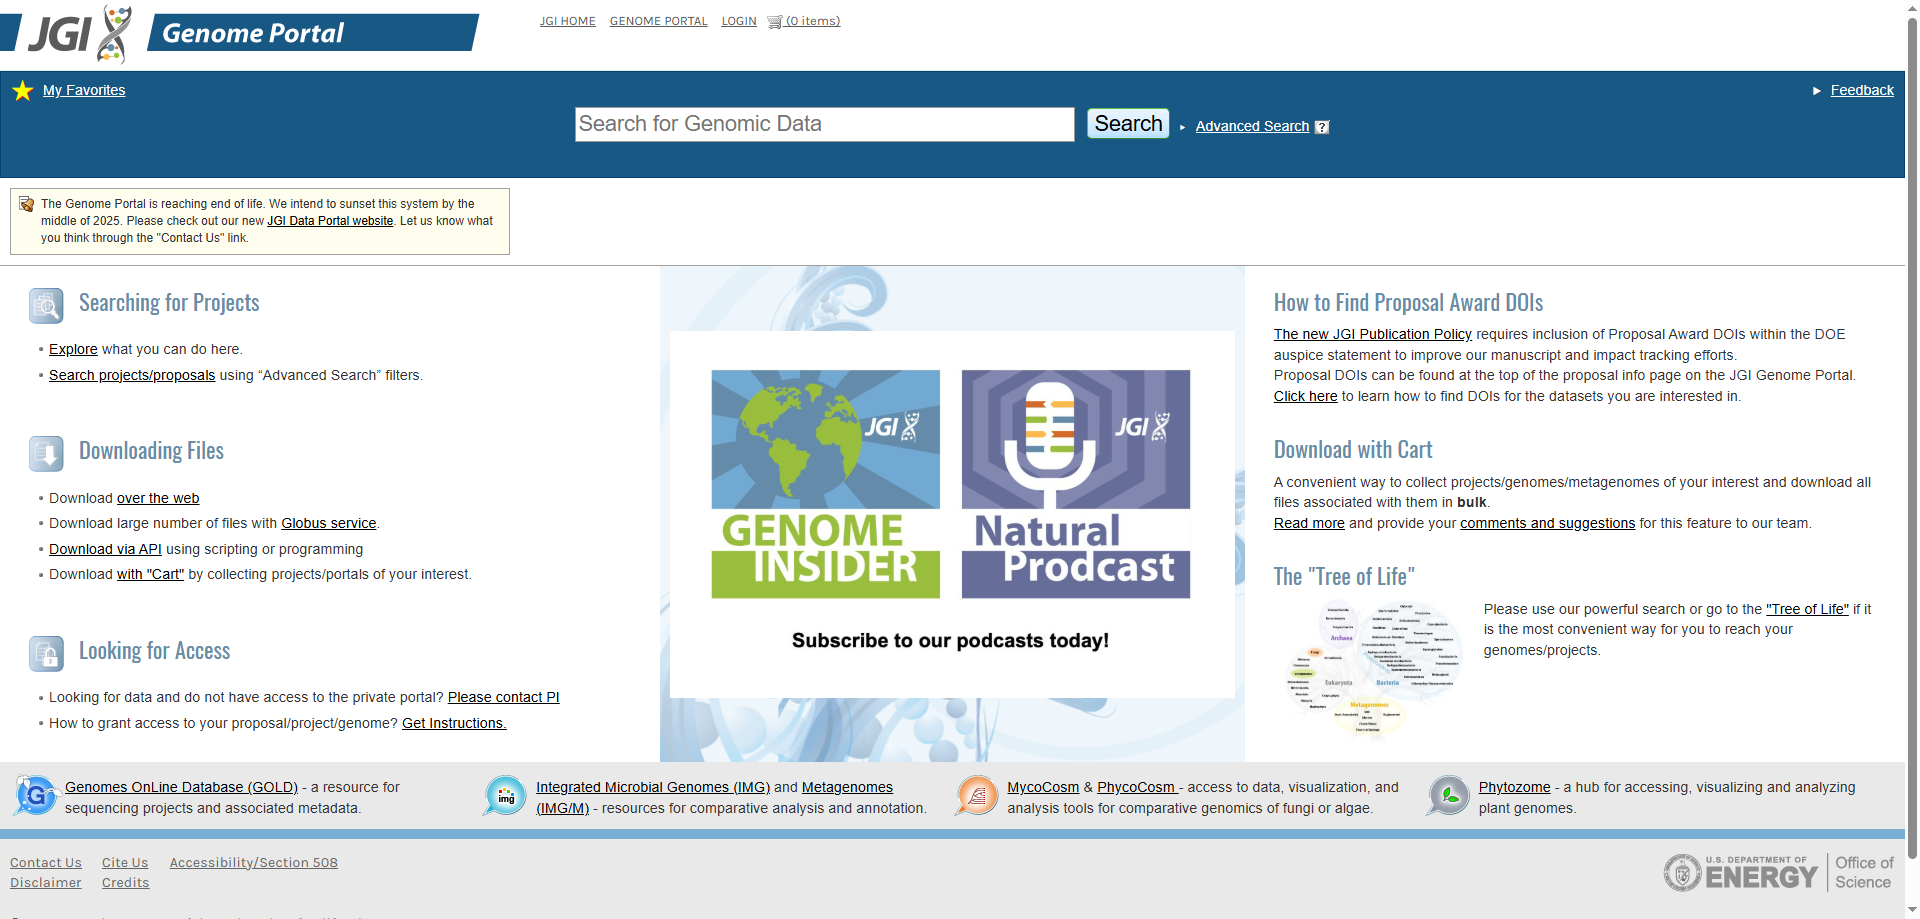 JGI Genome Portal
JGI HOME GENOME PORTAL LOGIN (0 items)
My Favorites
Feedback
Search for Genomic Data Search Advanced Search ?
The Genome Portal is reaching end of life. We intend to sunset this system by the
middle of 2025. Please check out our new JGI Data Portal website. Let us know what
you think through the "Contact Us" link.
Searching for Projects
Explore what you can do here.
Search projects/proposals using “Advanced Search” filters.
Downloading Files
Download over the web
Download large number of files with Globus service.
Download via API using scripting or programming
Download with "Cart" by collecting projects/portals of your interest.
Looking for Access
Looking for data and do not have access to the private portal? Please contact PI
How to grant access to your proposal/project/genome? Get Instructions.
JGI
GENOME
INSIDER
JGI
Natural
Prodcast
Subscribe to our podcasts today!
How to Find Proposal Award DOIs
The new JGI Publication Policy requires inclusion of Proposal Award DOIs within the DOE
auspice statement to improve our manuscript and impact tracking efforts.
Proposal DOIs can be found at the top of the proposal info page on the JGI Genome Portal.
Click here to learn how to find DOIs for the datasets you are interested in.
Download with Cart
A convenient way to collect projects/genomes/metagenomes of your interest and download all
files associated with them in bulk.
Read more and provide your comments and suggestions for this feature to our team.
The "Tree of Life"
Archaea
Eukaryota
Bacteria
Metagenomes
Please use our powerful search or go to the "Tree of Life" if it
is the most convenient way for you to reach your
genomes/projects.
G
Genomes OnLine Database (GOLD) - a resource for
sequencing projects and associated metadata.
img
Integrated Microbial Genomes (IMG) and Metagenomes
(IMG/M) - resources for comparative analysis and annotation.
MycoCosm & PhycoCosm - access to data, visualization, and
analysis tools for comparative genomics of fungi or algae.
Phytozome - a hub for accessing, visualizing and analyzing
plant genomes.
Contact Us Cite Us Accessibility/Section 508
Disclaimer Credits
U.S. DEPARTMENT OF
ENERGY
Office of
Science